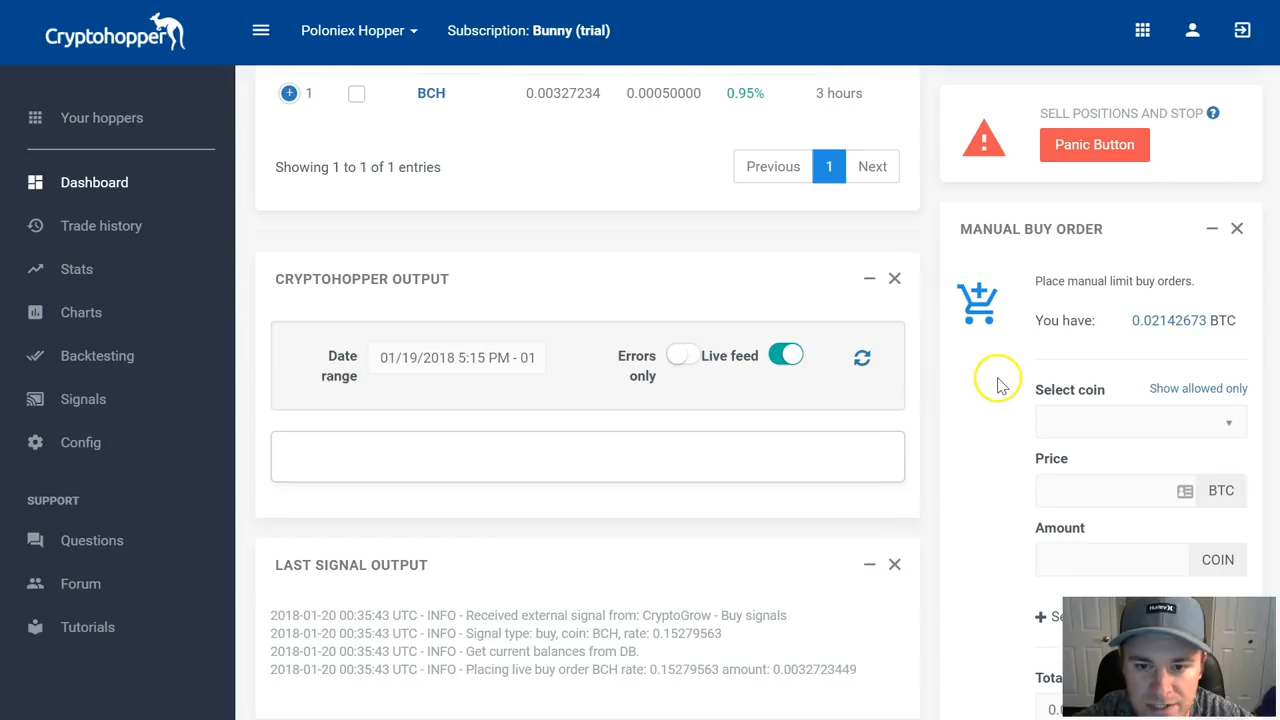 Cryptohopper
Poloniex Hopper
Subscription: Bunny (trial)
Your hoppers
Dashboard
Trade history
Stats
Charts
Backtesting
Signals
Config
SUPPORT
Questions
Forum
Tutorials
1 BCH 0.00327234 0.00050000 0.95% 3 hours
Showing 1 to 1 of 1 entries
Previous 1 Next
CRYPTOHOPPER OUTPUT
Date range
01/19/2018 5:15 PM - 01
Errors only
Live feed
LAST SIGNAL OUTPUT
2018-01-20 00:35:43 UTC - INFO - Received external signal from: CryptoGrow - Buy signals
2018-01-20 00:35:43 UTC - INFO - Signal type: buy, coin: BCH, rate: 0.15279563
2018-01-20 00:35:43 UTC - INFO - Get current balances from DB.
2018-01-20 00:35:43 UTC - INFO - Placing live buy order BCH rate: 0.15279563 amount: 0.0032723449
SELL POSITIONS AND STOP
Panic Button
MANUAL BUY ORDER
Place manual limit buy orders.
You have: 0.02142673 BTC
Select coin
Show allowed only
Price
BTC
Amount
COIN
Hurley